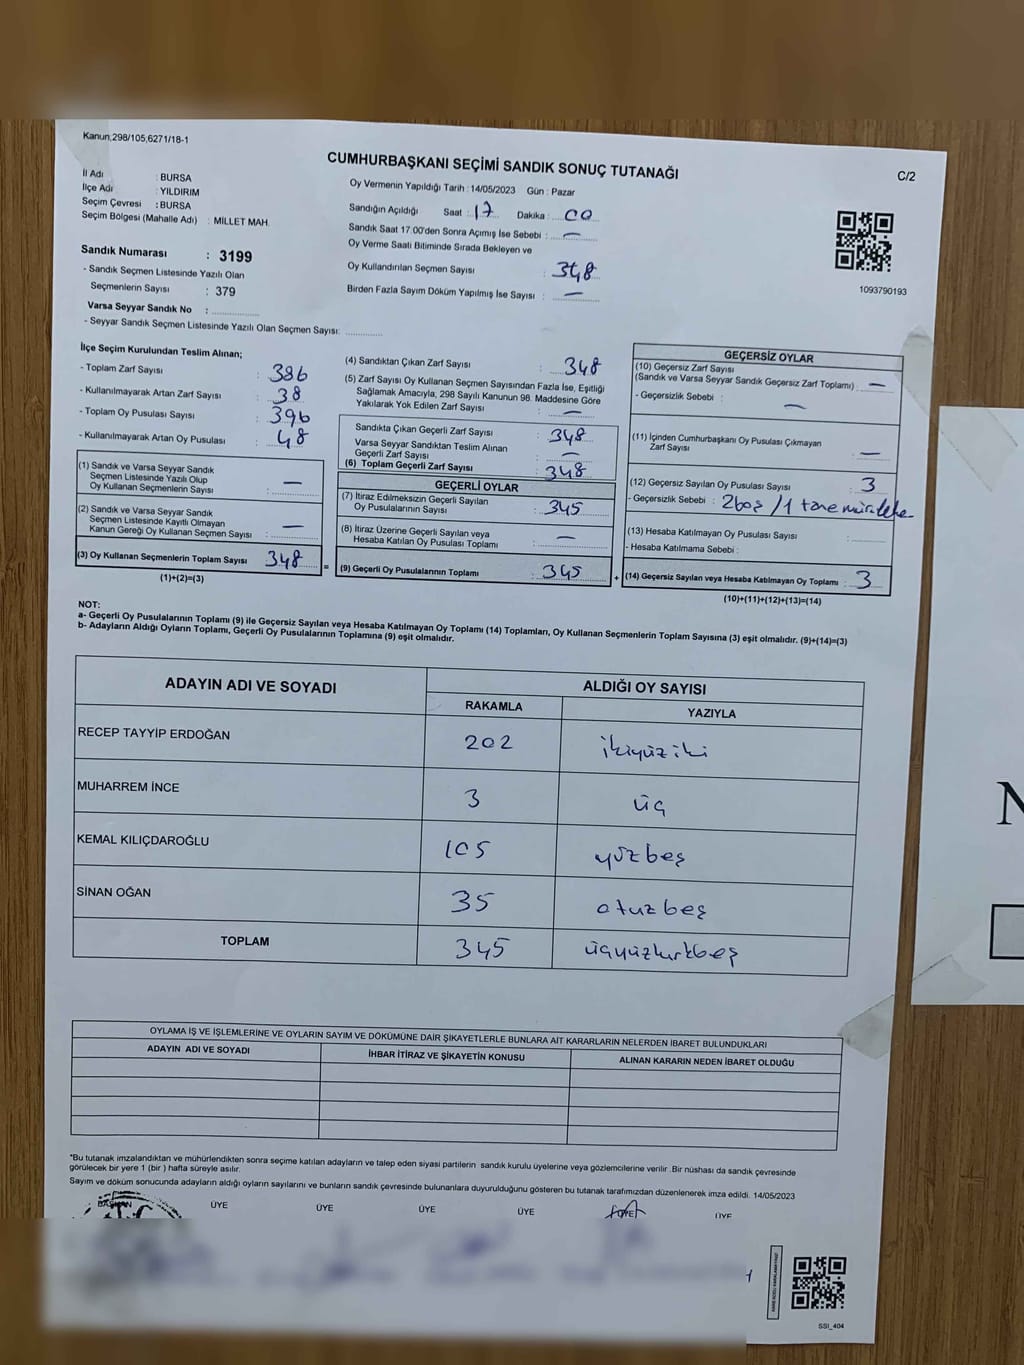 Kanun,298/105,6271/18-1
CUMHURBAŞKANI SEÇİMİ SANDIK SONUÇ TUTANAĞI
C/2
İl Adı : BURSA
İlçe Adı : YILDIRIM
Seçim Çevresi : BURSA
Seçim Bölgesi (Mahalle Adı) : MİLLET MAH.
Sandık Numarası : 3199
- Sandık Seçmen Listesinde Yazılı Olan
Seçmenlerin Sayısı : 379
Varsa Seyyar Sandık No :
- Seyyar Sandık Seçmen Listesinde Yazılı Olan Seçmen Sayısı:
Oy Vermenin Yapıldığı Tarih : 14/05/2023 Gün : Pazar
Sandığın Açıldığı Saat : 17 Dakika : 00
Sandık Saat 17.00'den Sonra Açımış İse Sebebi : —
Oy Verme Saati Bitiminde Sırada Bekleyen ve
Oy Kullandırılan Seçmen Sayısı : 348
Birden Fazla Sayım Döküm Yapılmış İse Sayısı : —
1093790193
İlçe Seçim Kurulundan Teslim Alınan;
- Toplam Zarf Sayısı : 386
- Kullanılmayarak Artan Zarf Sayısı : 38
- Toplam Oy Pusulası Sayısı : 396
- Kullanılmayarak Artan Oy Pusulası : 48
(1) Sandık ve Varsa Seyyar Sandık
Seçmen Listesinde Yazılı Olup
Oy Kullanan Seçmenlerin Sayısı : —
(2) Sandık ve Varsa Seyyar Sandık
Seçmen Listesinde Kayıtlı Olmayan
Kanun Gereği Oy Kullanan Seçmen Sayısı : —
(3) Oy Kullanan Seçmenlerin Toplam Sayısı : 348
(1)+(2)=(3)
=
(4) Sandıktan Çıkan Zarf Sayısı : 348
(5) Zarf Sayısı Oy Kullanan Seçmen Sayısından Fazla İse, Eşitliği
Sağlamak Amacıyla, 298 Sayılı Kanunun 98. Maddesine Göre
Yakılarak Yok Edilen Zarf Sayısı : —
Sandıkta Çıkan Geçerli Zarf Sayısı : 348
Varsa Seyyar Sandıktan Teslim Alınan
Geçerli Zarf Sayısı : —
(6) Toplam Geçerli Zarf Sayısı : 348
GEÇERLİ OYLAR
(7) İtiraz Edilmeksizin Geçerli Sayılan
Oy Pusulalarının Sayısı : 345
(8) İtiraz Üzerine Geçerli Sayılan veya
Hesaba Katılan Oy Pusulası Toplamı : —
(9) Geçerli Oy Pusulalarının Toplamı : 345
+
GEÇERSİZ OYLAR
(10) Geçersiz Zarf Sayısı
(Sandık ve Varsa Seyyar Sandık Geçersiz Zarf Toplamı) : —
- Geçersizlik Sebebi : —
(11) İçinden Cumhurbaşkanı Oy Pusulası Çıkmayan
Zarf Sayısı : —
(12) Geçersiz Sayılan Oy Pusulası Sayısı : 3
- Geçersizlik Sebebi : 2 boş / 1 tane
(13) Hesaba Katılmayan Oy Pusulası Sayısı :
- Hesaba Katılmama Sebebi :
(14) Geçersiz Sayılan veya Hesaba Katılmayan Oy Toplamı : 3
(10)+(11)+(12)+(13)=(14)
NOT:
a- Geçerli Oy Pusulalarının Toplamı (9) ile Geçersiz Sayılan veya Hesaba Katılmayan Oy Toplamı (14) Toplamları, Oy Kullanan Seçmenlerin Toplam Sayısına (3) eşit olmalıdır. (9)+(14)=(3)
b- Adayların Aldığı Oyların Toplamı, Geçerli Oy Pusulalarının Toplamına (9) eşit olmalıdır.
ADAYIN ADI VE SOYADI
ALDIĞI OY SAYISI
RAKAMLA YAZIYLA
RECEP TAYYİP ERDOĞAN 202 ikiyüziki
MUHARREM İNCE 3 üç
KEMAL KILIÇDAROĞLU 105 yüzbeş
SİNAN OĞAN 35 otuzbeş
TOPLAM 345 üçyüzkırkbeş
OYLAMA İŞ VE İŞLEMLERİNE VE OYLARIN SAYIM VE DÖKÜMÜNE DAİR ŞİKAYETLERLE BUNLARA AİT KARARLARIN NELERDEN İBARET BULUNDUKLARI
ADAYIN ADI VE SOYADI İHBAR İTİRAZ VE ŞİKAYETİN KONUSU ALINAN KARARIN NEDEN İBARET OLDUĞU
*Bu tutanak imzalandıktan ve mühürlendikten sonra seçime katılan adayların ve talep eden siyasi partilerin sandık kurulu üyelerine veya gözlemcilerine verilir. Bir nüshası da sandık çevresinde
görülecek bir yere 1 (bir ) hafta süreyle asılır.
Sayım ve döküm sonucunda adayların aldığı oyların sayılarını ve bunların sandık çevresinde bulunanlara duyurulduğunu gösteren bu tutanak tarafımızdan düzenlenerek imza edildi. 14/05/2023
BAŞKAN ÜYE ÜYE ÜYE ÜYE ÜYE ÜYE
SSI_404
N